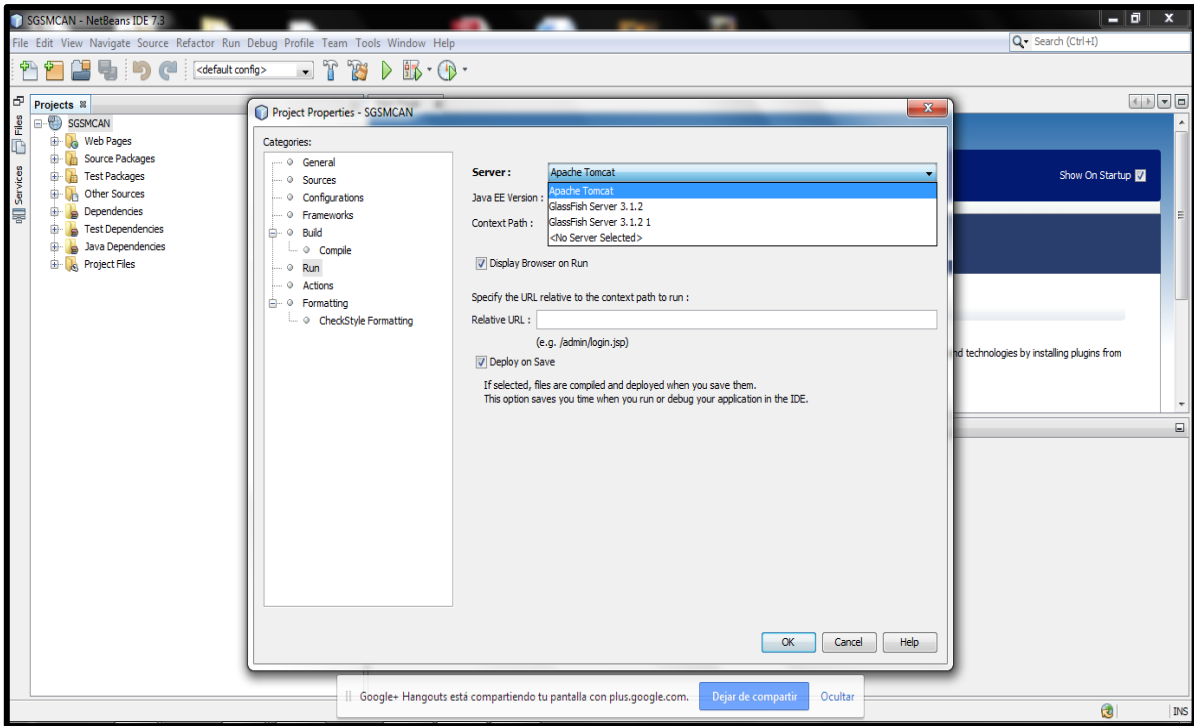 SGSMCAN - NetBeans IDE 7.3
File Edit View Navigate Source Refactor Run Debug Profile Team Tools Window Help
Search (Ctrl+I)
<default config>
Files
Services
Projects
SGSMCAN
Web Pages
Source Packages
Test Packages
Other Sources
Dependencies
Test Dependencies
Java Dependencies
Project Files
Project Properties - SGSMCAN
Categories:
General
Sources
Configurations
Frameworks
Build
Compile
Run
Actions
Formatting
CheckStyle Formatting
Server : Apache Tomcat
Apache Tomcat
Java EE Version :
GlassFish Server 3.1.2
Context Path : GlassFish Server 3.1.2 1
<No Server Selected>
Display Browser on Run
Specify the URL relative to the context path to run :
Relative URL :
(e.g. /admin/login.jsp)
Deploy on Save
If selected, files are compiled and deployed when you save them.
This option saves you time when you run or debug your application in the IDE.
OK Cancel Help
Show On Startup
nd technologies by installing plugins from
Google+ Hangouts está compartiendo tu pantalla con plus.google.com. Dejar de compartir Ocultar
INS